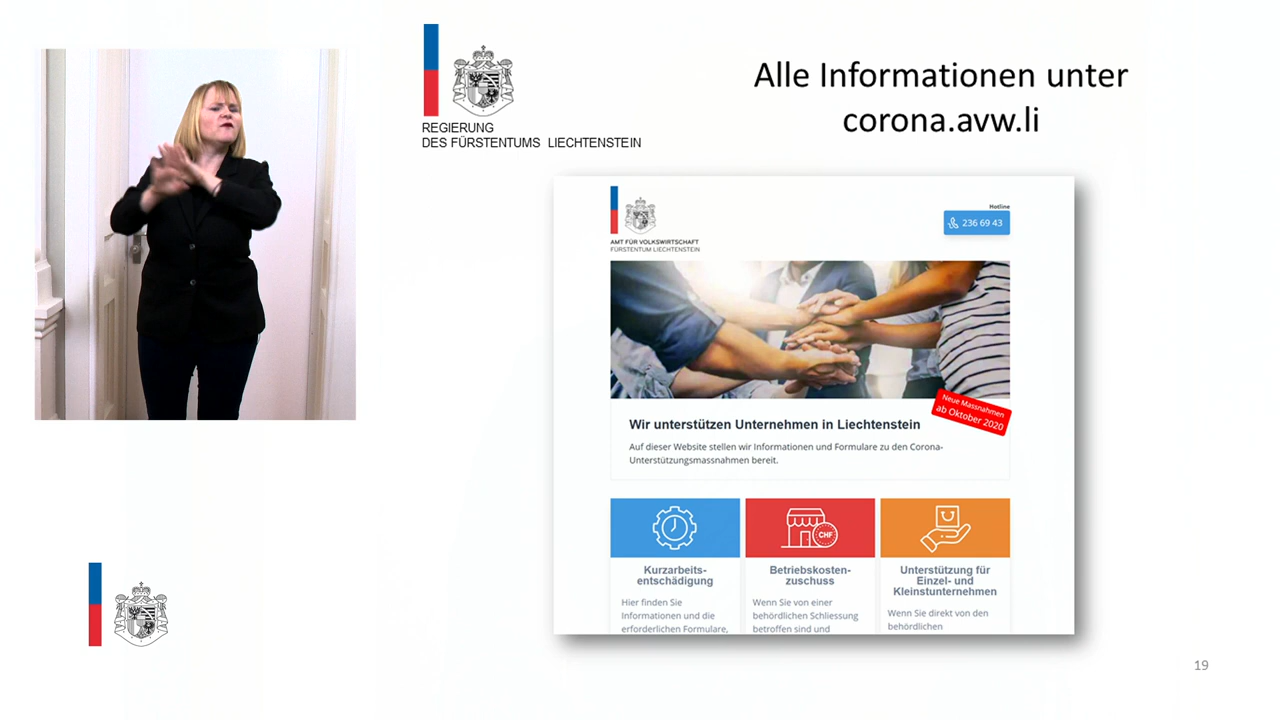 REGIERUNG
DES FÜRSTENTUMS LIECHTENSTEIN
Alle Informationen unter
corona.avw.li
AMT FÜR VOLKSWIRTSCHAFT
FÜRSTENTUM LIECHTENSTEIN
Hotline
236 69 43
Neue Massnahmen
ab Oktober 2020
Wir unterstützen Unternehmen in Liechtenstein
Auf dieser Website stellen wir Informationen und Formulare zu den Corona-
Unterstützungsmassnahmen bereit.
CHF
Kurzarbeits-
entschädigung
Hier finden Sie
Informationen und die
erforderlichen Formulare,
Betriebskosten-
zuschuss
Wenn Sie von einer
behördlichen Schliessung
betroffen sind und
Unterstützung für
Einzel- und
Kleinstunternehmen
Wenn Sie direkt von den
behördlichen
19